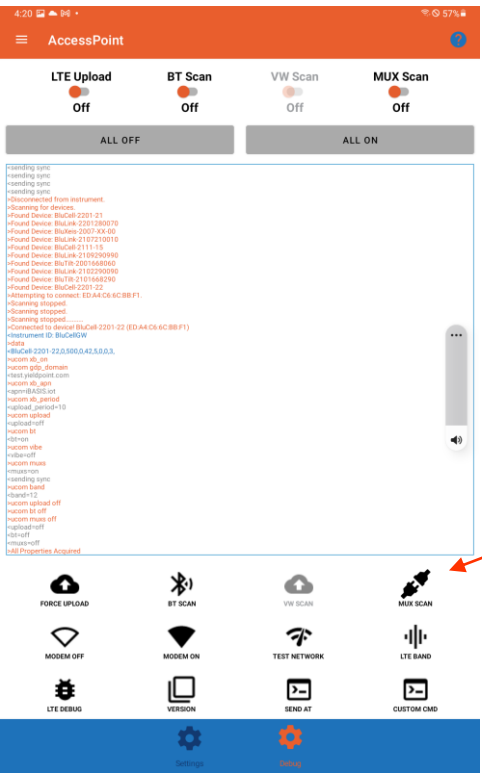 4:20 57%
AccessPoint ?
LTE Upload BT Scan VW Scan MUX Scan
Off Off Off Off
ALL OFF ALL ON
<sending sync
<sending sync
<sending sync
<sending sync
>Disconnected from instrument.
>Scanning for devices.
>Found Device: BluCell-2201-21
>Found Device: BluLink-2201280070
>Found Device: BluXeis-2007-XX-00
>Found Device: BluLink-2107210010
>Found Device: BluCell-2111-15
>Found Device: BluLink-2109290990
>Found Device: BluTilt-2001668060
>Found Device: BluLink-2102290090
>Found Device: BluTilt-2101668290
>Found Device: BluCell-2201-22
>Attempting to connect: ED:A4:C6:6C:BB:F1.
>Scanning stopped.
>Scanning stopped.
>Scanning stopped..........
>Connected to device! BluCell-2201-22 (ED:A4:C6:6C:BB:F1)
<Instrument ID: BluCellGW
>data
<BluCell-2201-22,0,500,0,42,5,0,0,3,
>ucom xb_on
>ucom gdp_domain
<test.yieldpoint.com
>ucom xb_apn
<apn=iBASIS.iot
>ucom xb_period
<upload_period=10
>ucom upload
<upload=off
>ucom bt
<bt=on
>ucom vibe
<vibe=off
>ucom muxs
<muxs=on
<sending sync
>ucom band
<band=12
>ucom upload off
>ucom bt off
>ucom muxs off
<upload=off
<bt=off
<muxs=off
>All Properties Acquired
FORCE UPLOAD BT SCAN VW SCAN MUX SCAN
MODEM OFF MODEM ON TEST NETWORK LTE BAND
LTE DEBUG VERSION SEND AT CUSTOM CMD
Settings Debug